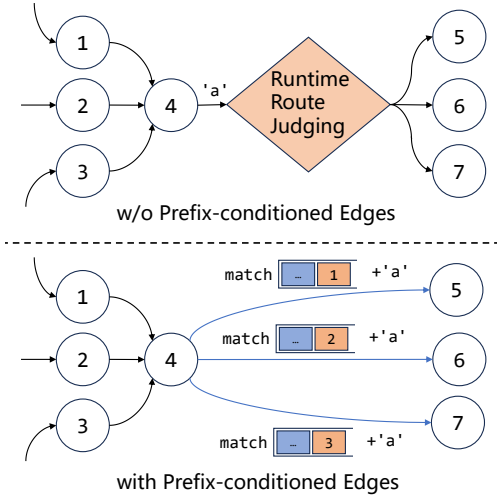 1
5
'a'
Runtime
Route
Judging
2
4
6
3
7
w/o Prefix-conditioned Edges
match … 1 +'a'
1
5
match … 2 +'a'
2
4
6
3
7
match … 3 +'a'
with Prefix-conditioned Edges